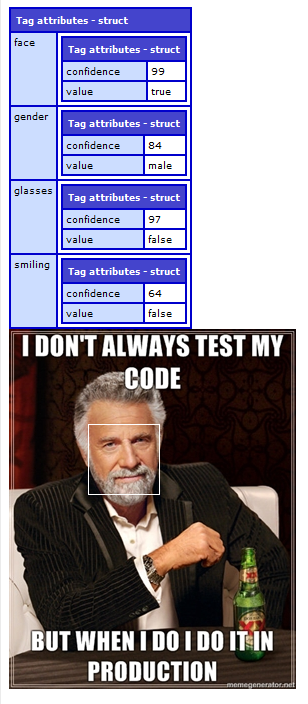 Tag attributes - struct
face
Tag attributes - struct
confidence 99
value true
gender
Tag attributes - struct
confidence 84
value male
glasses
Tag attributes - struct
confidence 97
value false
smiling
Tag attributes - struct
confidence 64
value false
I DON'T ALWAYS TEST MY
CODE
BUT WHEN I DO I DO IT IN
PRODUCTION
memegenerator.net